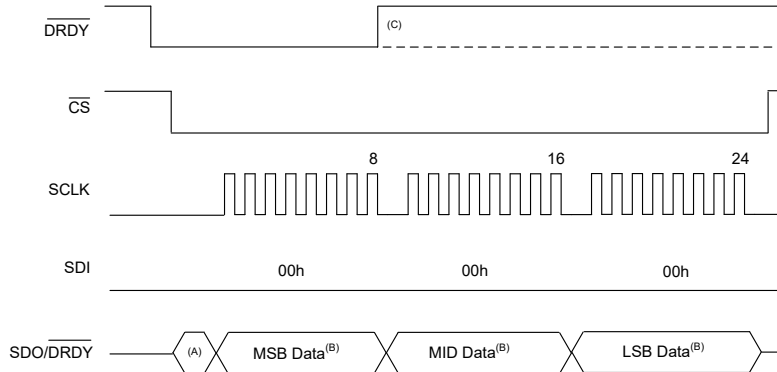 DRDY
(C)
CS
8 16 24
SCLK
SDI 00h 00h 00h
SDO/DRDY (A) MSB Data(B) MID Data(B) LSB Data(B)